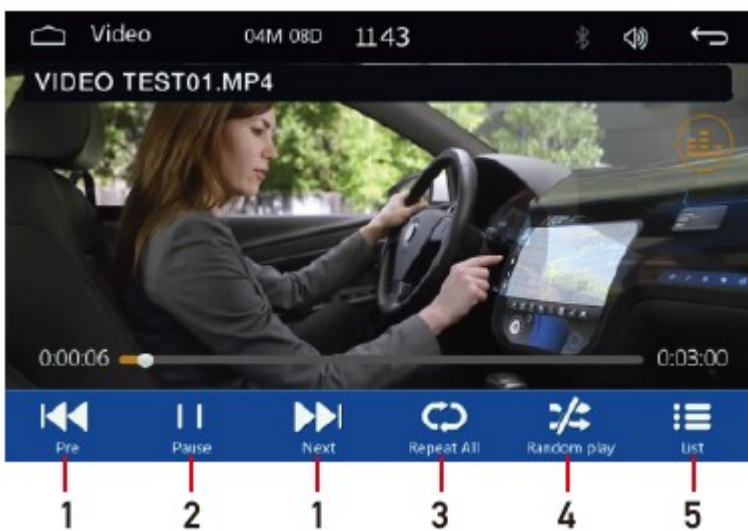 Video 04M 08D 11 43
VIDEO TEST01.MP4
0:00:06 0:03:00
Pre Pause Next Repeat All Random play List
1 2 1 3 4 5